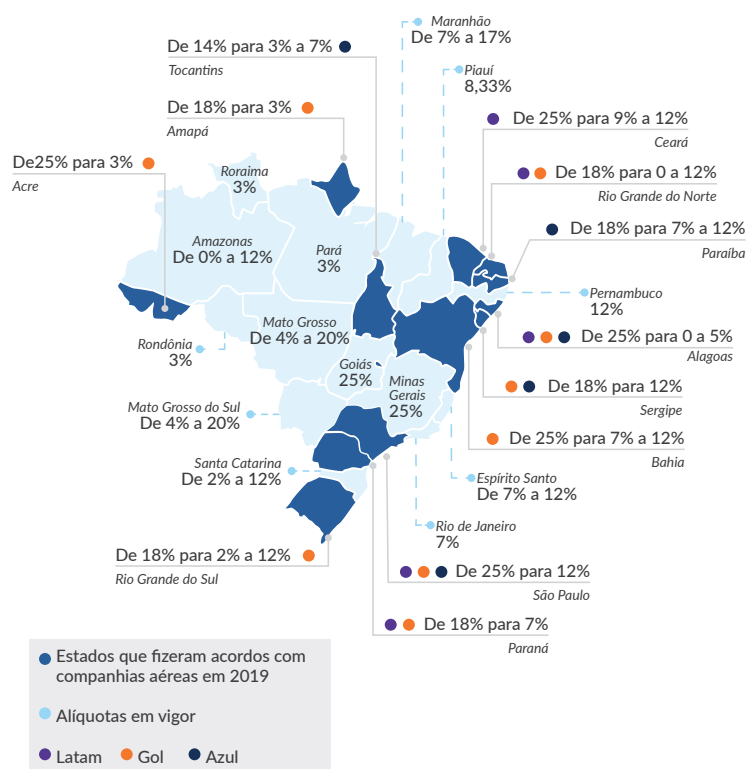 Maranhão
De 7% a 17%
De 14% para 3% a 7%
Tocantins
Piauí
8,33%
De 18% para 3%
Amapá
De 25% para 9% a 12%
Ceará
De25% para 3%
Acre
Roraima
3%
De 18% para 0 a 12%
Rio Grande do Norte
De 18% para 7% a 12%
Paraíba
Amazonas
De 0% a 12%
Pará
3%
Pernambuco
12%
Mato Grosso
De 4% a 20%
Rondônia
3%
De 25% para 0 a 5%
Alagoas
Goiás
25%
Minas
Gerais
25%
De 18% para 12%
Sergipe
Mato Grosso do Sul
De 4% a 20%
De 25% para 7% a 12%
Bahia
Santa Catarina
De 2% a 12%
Espírito Santo
De 7% a 12%
Rio de Janeiro
7%
De 18% para 2% a 12%
Rio Grande do Sul
De 25% para 12%
São Paulo
De 18% para 7%
Paraná
Estados que fizeram acordos com
companhias aéreas em 2019
Alíquotas em vigor
Latam Gol Azul